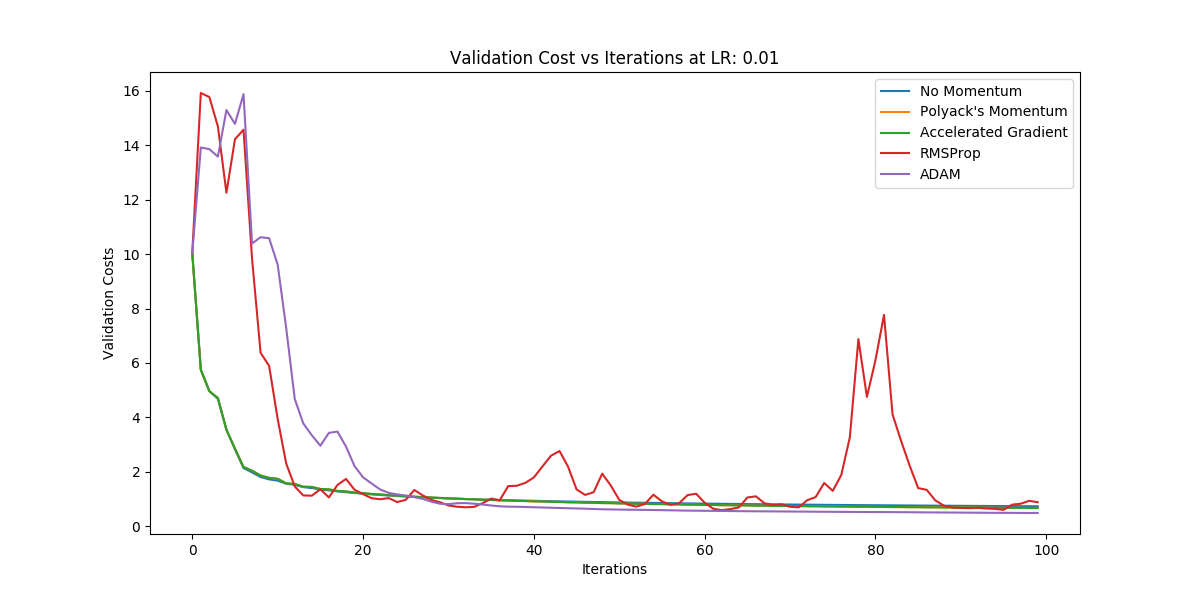 Validation Cost vs Iterations at LR: 0.01
No Momentum
Polyack's Momentum
Accelerated Gradient
RMSProp
ADAM
16
14
12
10
8
6
4
2
0
Validation Costs
0 20 40 60 80 100
Iterations